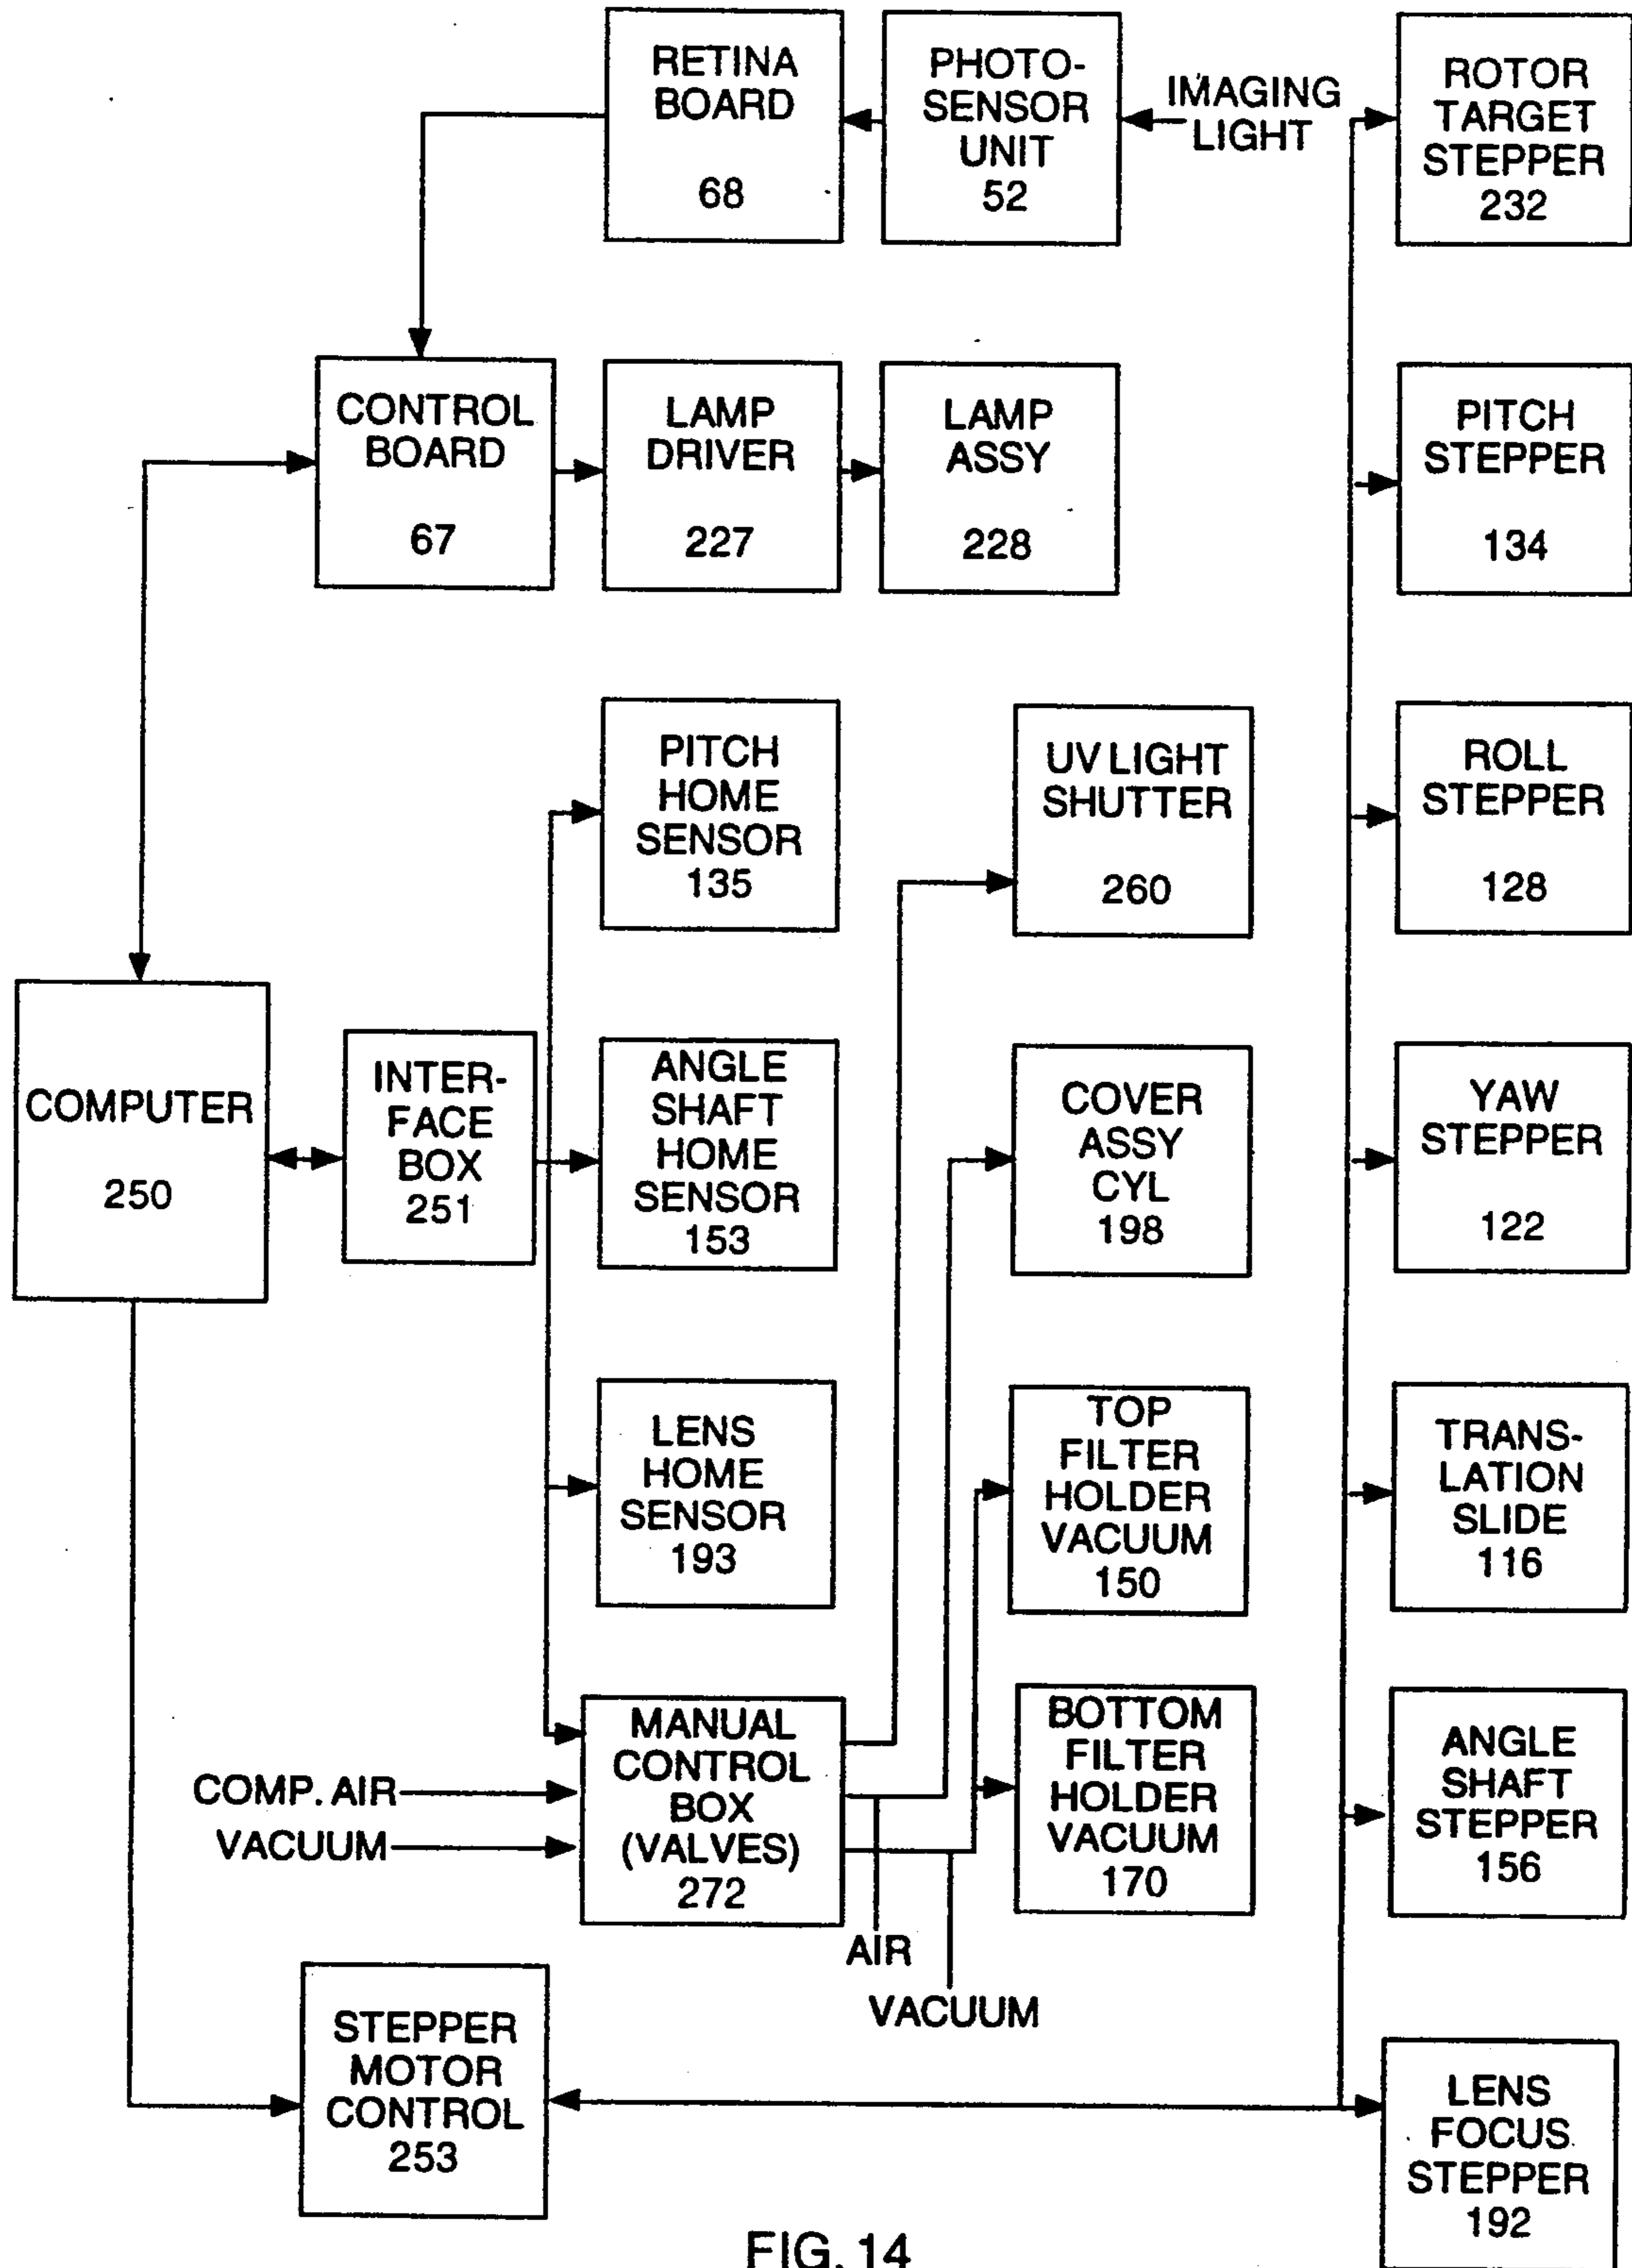 RETINA
BOARD
68
PHOTO-
SENSOR
UNIT
52
IMAGING
LIGHT
ROTOR
TARGET
STEPPER
232
CONTROL
BOARD
67
LAMP
DRIVER
227
LAMP
ASSY
228
PITCH
STEPPER
134
PITCH
HOME
SENSOR
135
UV LIGHT
SHUTTER
260
ROLL
STEPPER
128
COMPUTER
250
INTER-
FACE
BOX
251
ANGLE
SHAFT
HOME
SENSOR
153
COVER
ASSY
CYL
198
YAW
STEPPER
122
LENS
HOME
SENSOR
193
TOP
FILTER
HOLDER
VACUUM
150
TRANS-
LATION
SLIDE
116
COMP. AIR
VACUUM
MANUAL
CONTROL
BOX
(VALVES)
272
AIR
VACUUM
BOTTOM
FILTER
HOLDER
VACUUM
170
ANGLE
SHAFT
STEPPER
156
STEPPER
MOTOR
CONTROL
253
LENS
FOCUS
STEPPER
192
FIG. 14